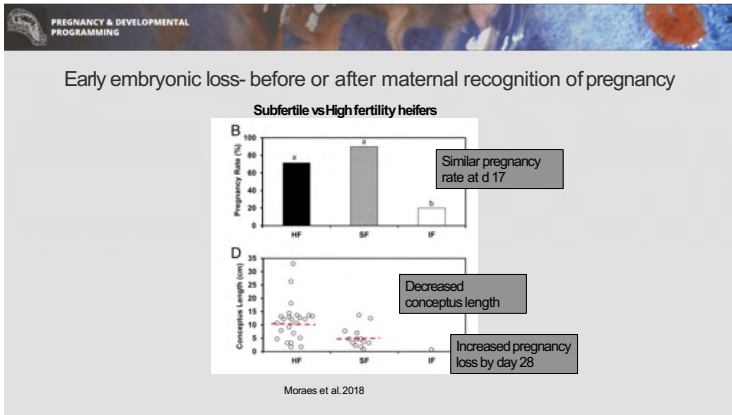 PREGNANCY & DEVELOPMENTAL
PROGRAMMING
Early embryonic loss- before or after maternal recognition of pregnancy
Subfertile vs High fertility heifers
B
Pregnancy Rate (%)
100
80
60
40
20
0
a
a
b
HF
SF
IF
Similar pregnancy
rate at d 17
D
Conceptus Length (cm)
35
30
25
20
15
10
5
0
HF
SF
IF
Decreased
conceptus length
Increased pregnancy
loss by day 28
Moraes et al. 2018